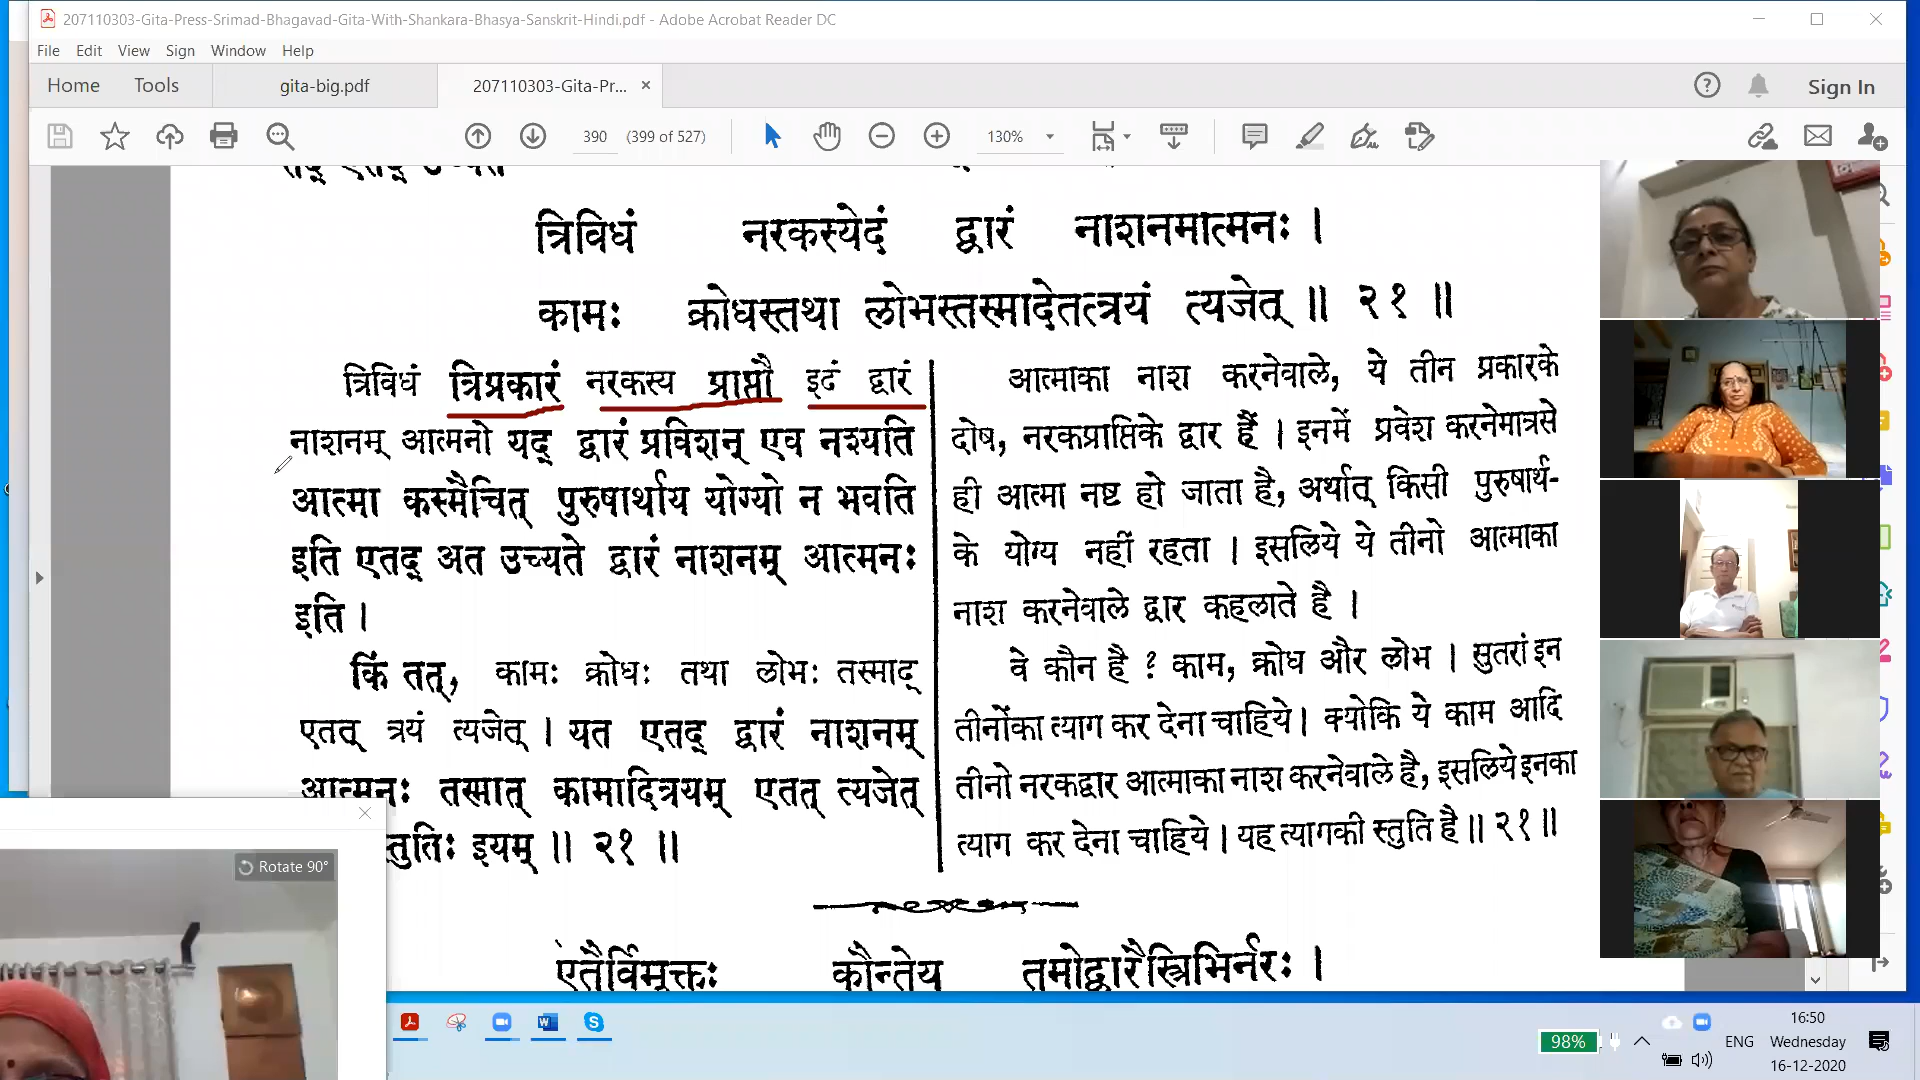 207110303-Gita-Press-Srimad-Bhagavad-Gita-With-Shankara-Bhasya-Sanskrit-Hindi.pdf - Adobe Acrobat Reader DC
File Edit View Sign Window Help
Home Tools gita-big.pdf 207110303-Gita-Pr... × Sign In
390 (399 of 527) 130%
त्रिविधं नरकस्येदं द्वारं नाशनमात्मनः ।
कामः क्रोधस्तथा लोभस्तस्मादेतत्त्रयं त्यजेत् ॥ २१ ॥
त्रिविधं त्रिप्रकारं नरकस्य प्राप्तौ इदं द्वारं
नाशनम् आत्मनो यद् द्वारं प्रविशन् एव नश्यति
आत्मा कस्मैचित् पुरुषार्थाय योग्यो न भवति
इति एतद् अत उच्यते द्वारं नाशनम् आत्मनः
इति ।
किं तत्, कामः क्रोधः तथा लोभः तस्माद्
एतत् त्रयं त्यजेत् । यत एतद् द्वारं नाशनम्
आत्मनः तस्मात् कामादित्रयम् एतत् त्यजेत्
स्तुतिः इयम् ॥ २१ ॥
आत्माका नाश करनेवाले, ये तीन प्रकारके
दोष, नरकप्राप्तिके द्वार हैं । इनमें प्रवेश करनेमात्रसे
ही आत्मा नष्ट हो जाता है, अर्थात् किसी पुरुषार्थ-
के योग्य नहीं रहता । इसलिये ये तीनो आत्माका
नाश करनेवाले द्वार कहलाते है ।
वे कौन है ? काम, क्रोध और लोभ । सुतरां इन
तीनोंका त्याग कर देना चाहिये । क्योकि ये काम आदि
तीनो नरकद्वार आत्माका नाश करनेवाले है, इसलिये इनका
त्याग कर देना चाहिये । यह त्यागकी स्तुति है ॥ २१ ॥
एतैर्विमुक्तः कौन्तेय तमोद्वारैस्त्रिभिर्नरः ।
Rotate 90°
98% ENG
16:50
Wednesday
16-12-2020